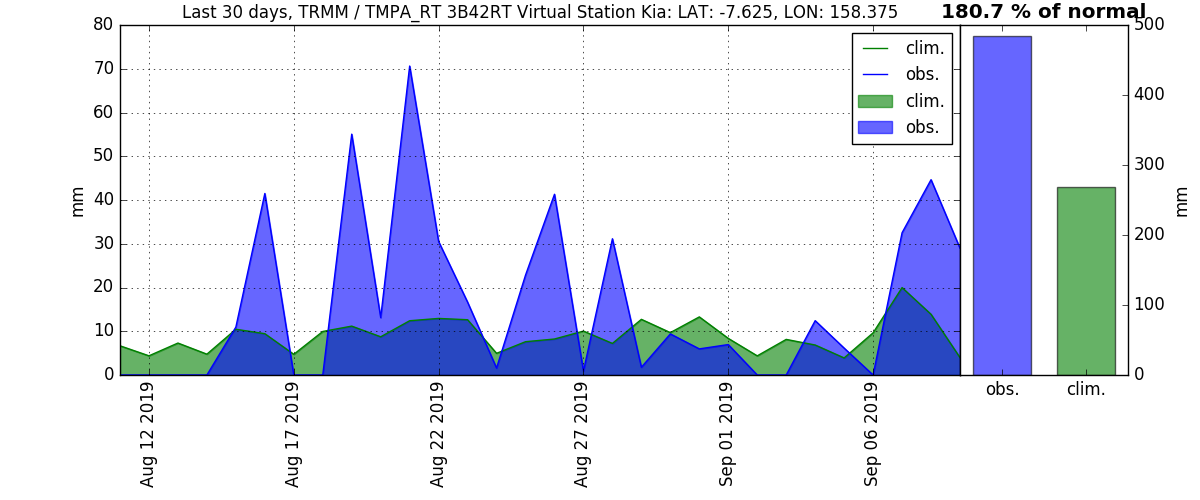 Last 30 days, TRMM / TMPA_RT 3B42RT Virtual Station Kia: LAT: -7.625, LON: 158.375
180.7 % of normal
80
70
60
50
40
30
20
10
0
mm
clim.
obs.
clim.
obs.
500
400
300
200
100
0
mm
Aug 12 2019
Aug 17 2019
Aug 22 2019
Aug 27 2019
Sep 01 2019
Sep 06 2019
obs.
clim.